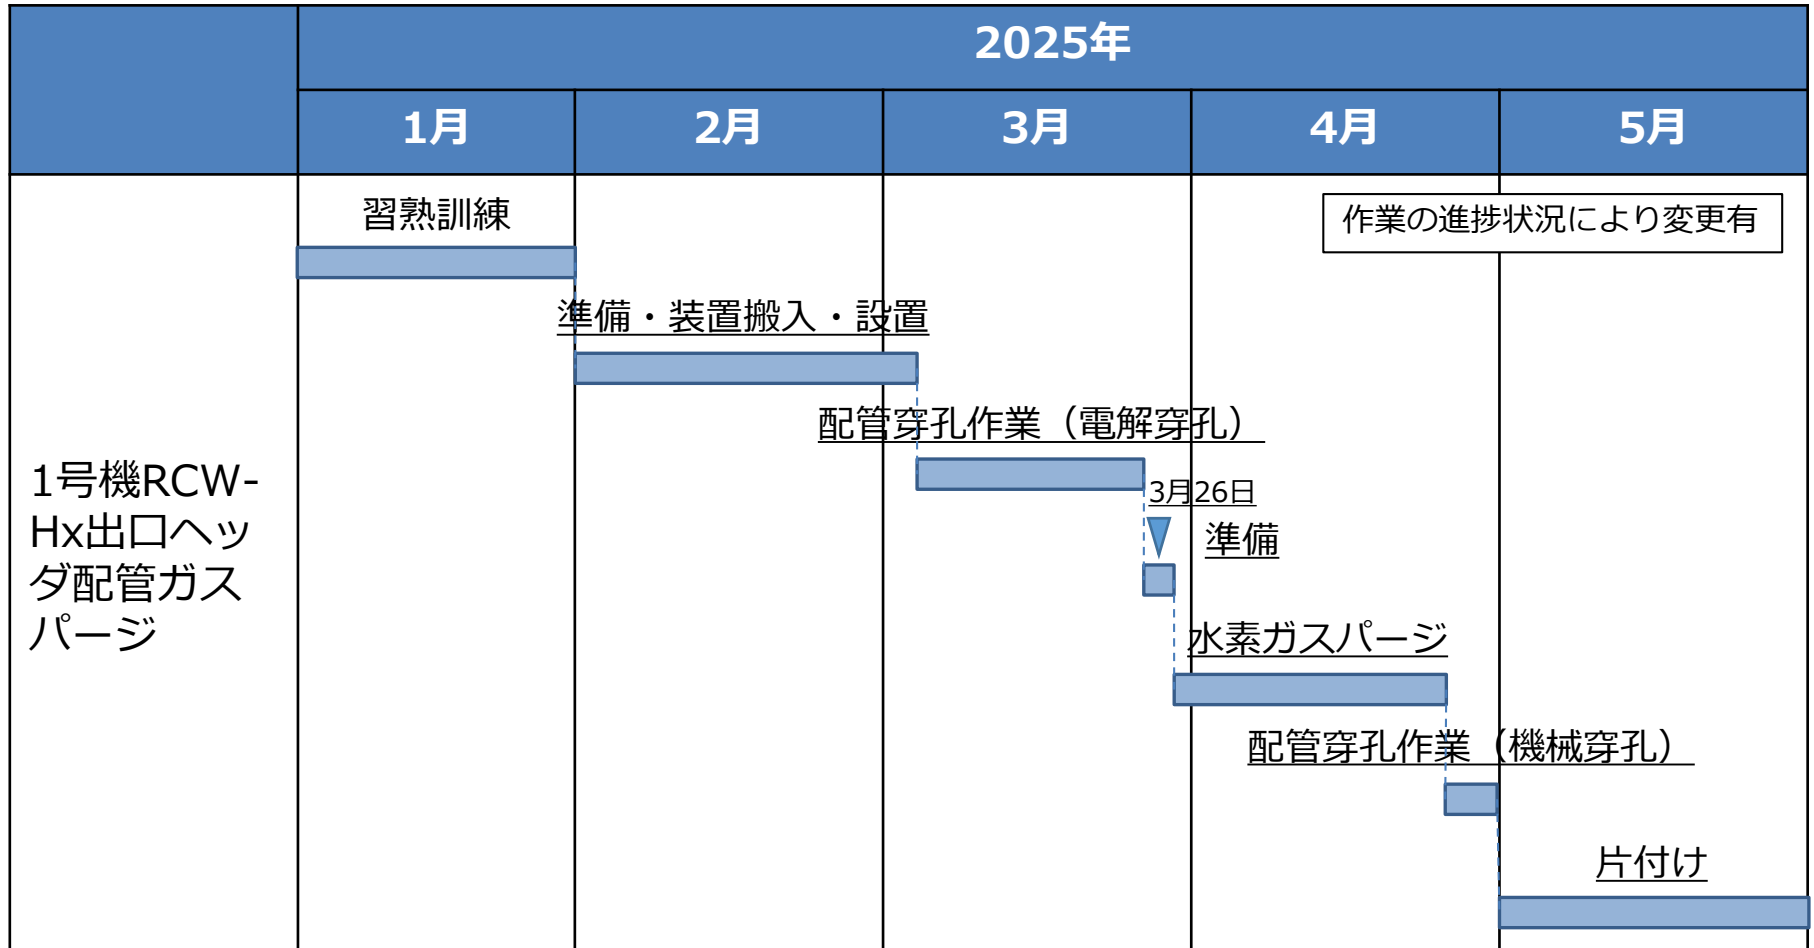 2025年
1月
2月
3月
4月
5月
習熟訓練
作業の進捗状況により変更有
準備・装置搬入・設置
配管穿孔作業（電解穿孔）
1号機RCW-
Hx出口ヘッ
ダ配管ガス
パージ
3月26日
準備
水素ガスパージ
配管穿孔作業（機械穿孔）
片付け